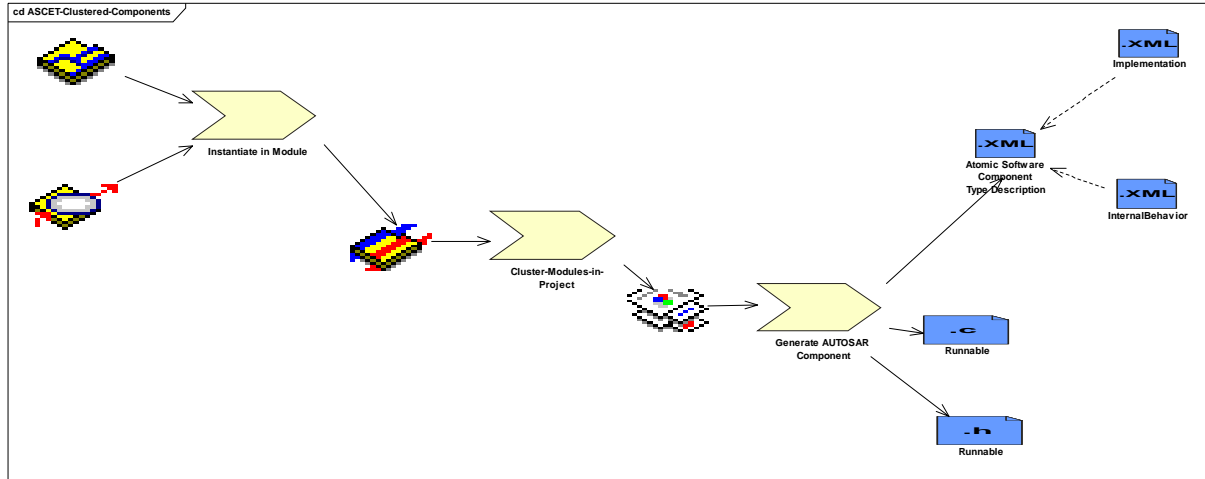 cd ASCET-Clustered-Components
.XML
Implementation
Instantiate in Module
.XML
Atomic Software
Component
Type Description
.XML
InternalBehavior
Cluster-Modules-in-
Project
Generate AUTOSAR
Component
.c
Runnable
.h
Runnable